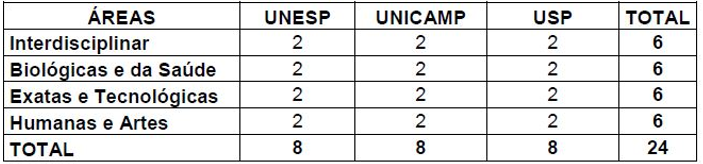 ÁREAS UNESP UNICAMP USP TOTAL
Interdisciplinar 2 2 2 6
Biológicas e da Saúde 2 2 2 6
Exatas e Tecnológicas 2 2 2 6
Humanas e Artes 2 2 2 6
TOTAL 8 8 8 24